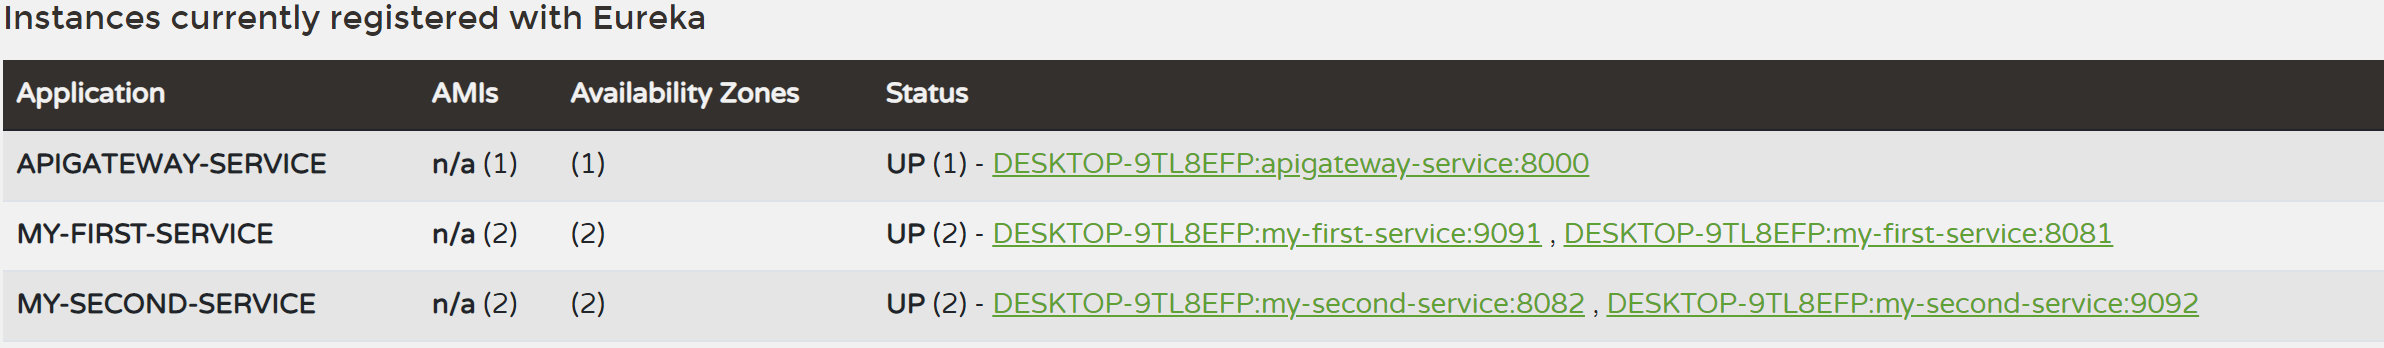 Instances currently registered with Eureka
Application AMIs Availability Zones Status
APIGATEWAY-SERVICE n/a (1) (1) UP (1) - DESKTOP-9TL8EFP:apigateway-service:8000
MY-FIRST-SERVICE n/a (2) (2) UP (2) - DESKTOP-9TL8EFP:my-first-service:9091 , DESKTOP-9TL8EFP:my-first-service:8081
MY-SECOND-SERVICE n/a (2) (2) UP (2) - DESKTOP-9TL8EFP:my-second-service:8082 , DESKTOP-9TL8EFP:my-second-service:9092